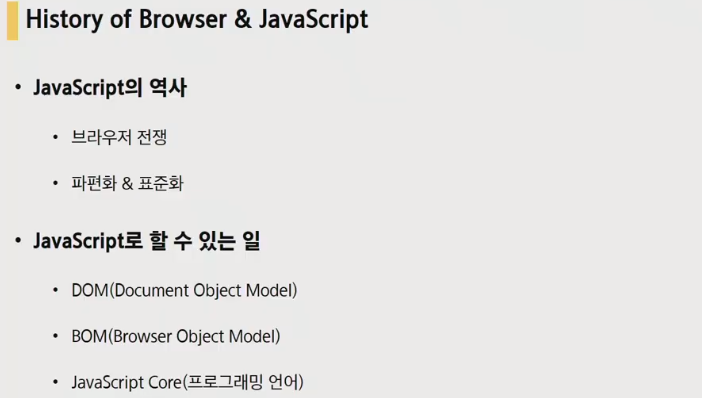 History of Browser & JavaScript
• JavaScript의 역사
• 브라우저 전쟁
• 파편화 & 표준화
• JavaScript로 할 수 있는 일
• DOM(Document Object Model)
• BOM(Browser Object Model)
• JavaScript Core(프로그래밍 언어)